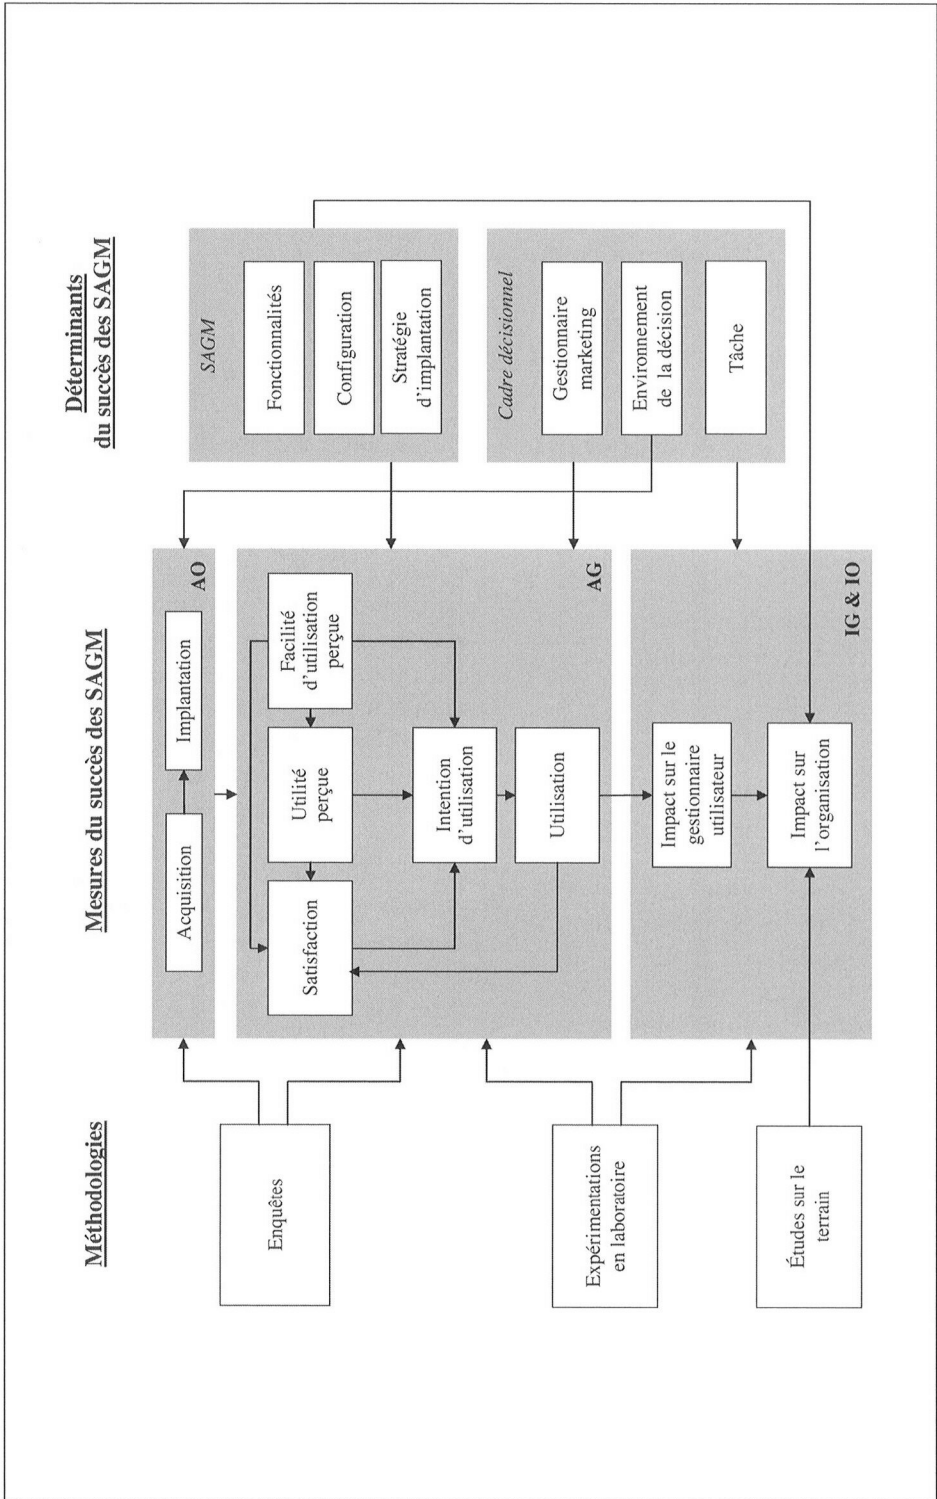 Méthodologies
Enquêtes
Expérimentations
en laboratoire
Études sur le
terrain
Mesures du succès des SAGM
Acquisition
Implantation
AO
Satisfaction
Utilité
perçue
Facilité
d'utilisation
perçue
Intention
d'utilisation
Utilisation
AG
Impact sur le
gestionnaire
utilisateur
Impact sur
l'organisation
IG & IO
Déterminants
du succès des SAGM
SAGM
Fonctionnalités
Configuration
Stratégie
d'implantation
Cadre décisionnel
Gestionnaire
marketing
Environnement
de la décision
Tâche